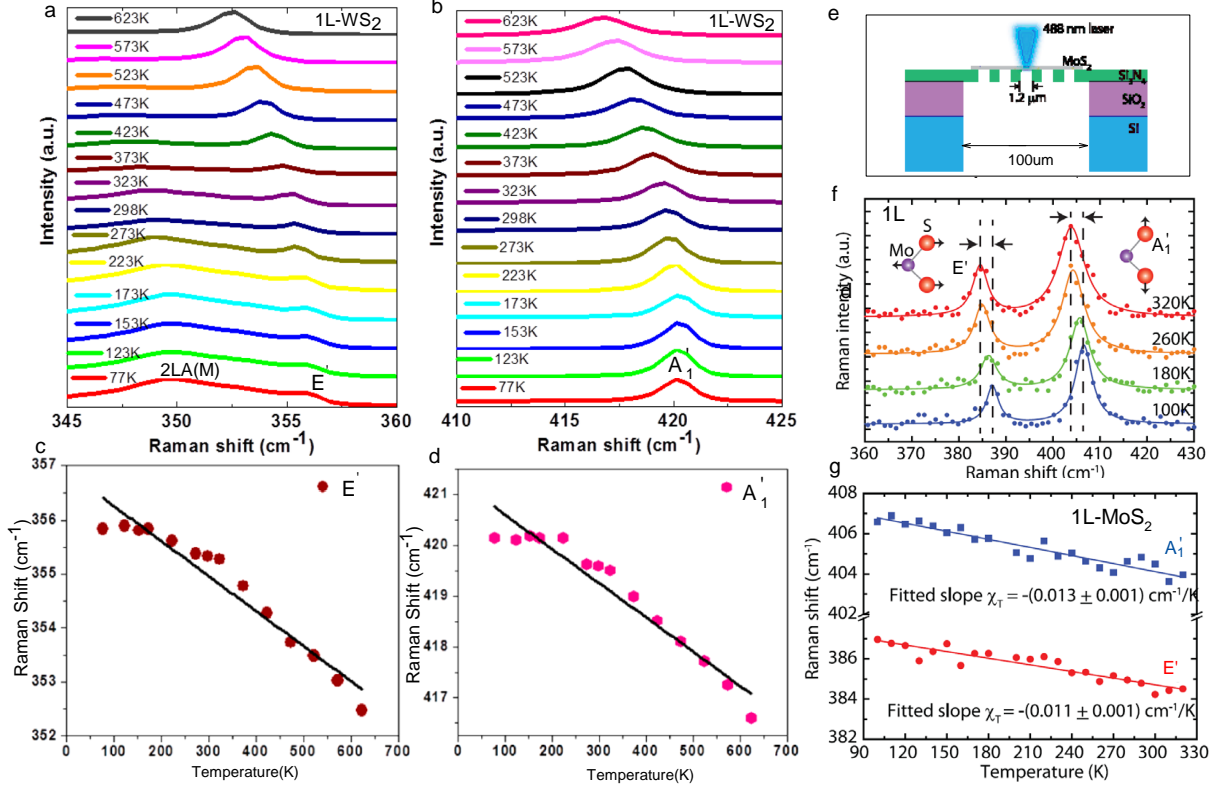 a
1L-WS2
623K
573K
523K
473K
423K
373K
323K
298K
273K
223K
173K
153K
123K
77K
2LA(M)
E'
Intensity (a.u.)
345 350 355 360
Raman shift (cm-1)
b
1L-WS2
623K
573K
523K
473K
423K
373K
323K
298K
273K
223K
173K
153K
123K
77K
A1'
Intensity (a.u.)
410 415 420 425
Raman shift (cm-1)
c
E'
357
356
355
354
353
352
Raman Shift (cm-1)
0 100 200 300 400 500 600 700
Temperature(K)
d
A1'
421
420
419
418
417
Raman Shift (cm-1)
0 100 200 300 400 500 600 700
Temperature(K)
e
488 nm laser
MoS2
Si3N4
1.2 µm
SiO2
Si
100um
f
1L
S
Mo
E'
A1'
d
320K
260K
180K
100K
Raman intensity (a.u.)
360 370 380 390 400 410 420 430
Raman shift (cm-1)
g
1L-MoS2
408
406
404
402
386
384
382
A1'
Fitted slope χT = -(0.013 ± 0.001) cm-1/K
E'
Fitted slope χT = -(0.011 ± 0.001) cm-1/K
Raman shift (cm-1)
90 120 150 180 210 240 270 300 330
Temperature (K)